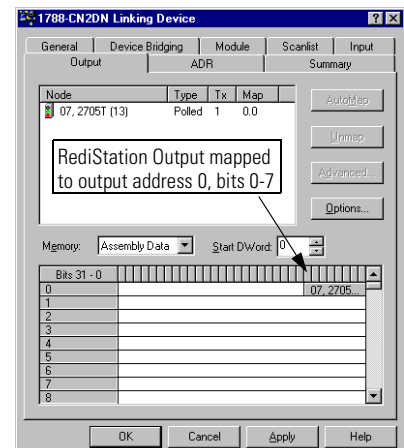 1788-CN2DN Linking Device
General Device Bridging Module Scanlist Input
Output ADR Summary
Node Type Tx Map
07, 2705T (13) Polled 1 0.0
AutoMap
Unmap
RediStation Output mapped
to output address 0, bits 0-7
Advanced...
Options...
Memory: Assembly Data Start DWord: 0
Bits 31 - 0
0 07, 2705...
1
2
3
4
5
6
7
8
OK Cancel Apply Help